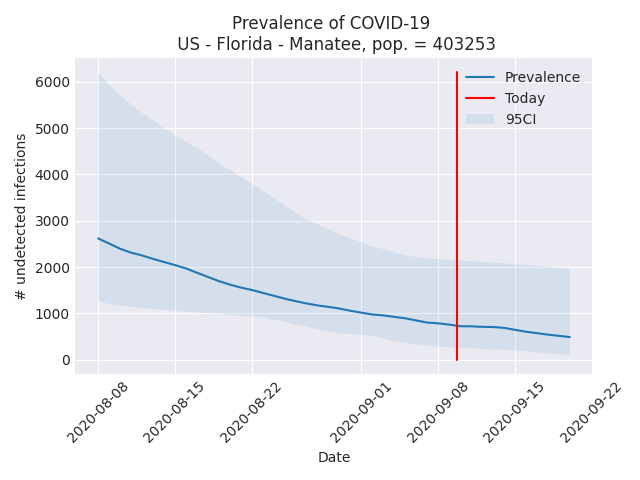 Prevalence of COVID-19
US - Florida - Manatee, pop. = 403253
Prevalence
Today
95CI
# undetected infections
6000
5000
4000
3000
2000
1000
0
2020-08-08
2020-08-15
2020-08-22
2020-09-01
2020-09-08
2020-09-15
2020-09-22
Date